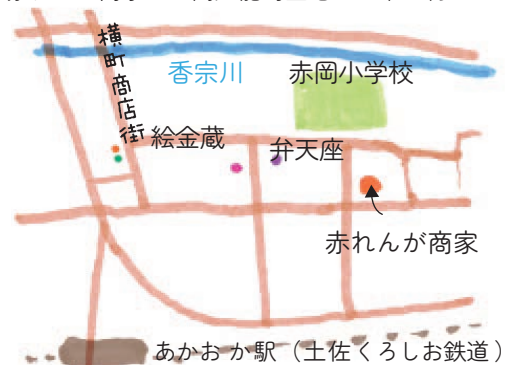 横町商店街
香宗川
赤岡小学校
絵金蔵
弁天座
赤れんが商家
あかおか駅（土佐くろしお鉄道）